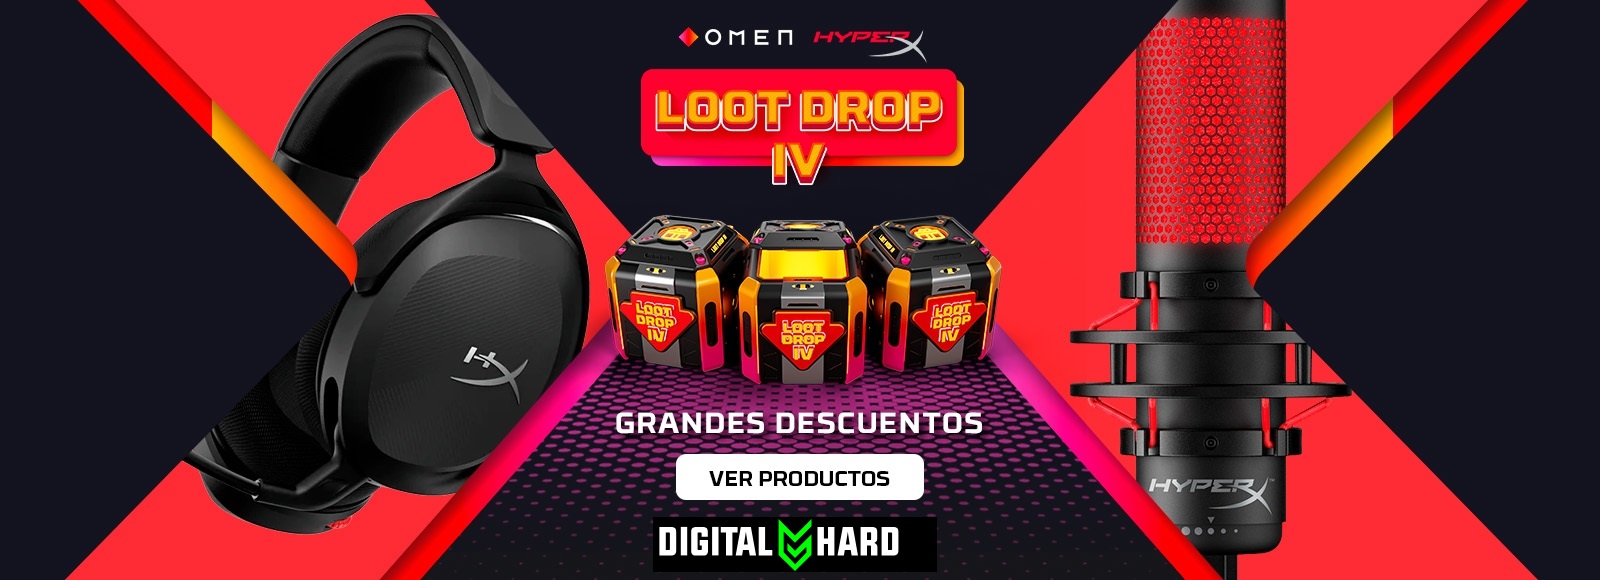 OMEN HYPERX
LOOT DROP
IV
LOOT
DROP
IV
LOOT
DROP
IV
LOOT
DROP
IV
GRANDES DESCUENTOS
VER PRODUCTOS
DIGITAL HARD
HX
HYPERX